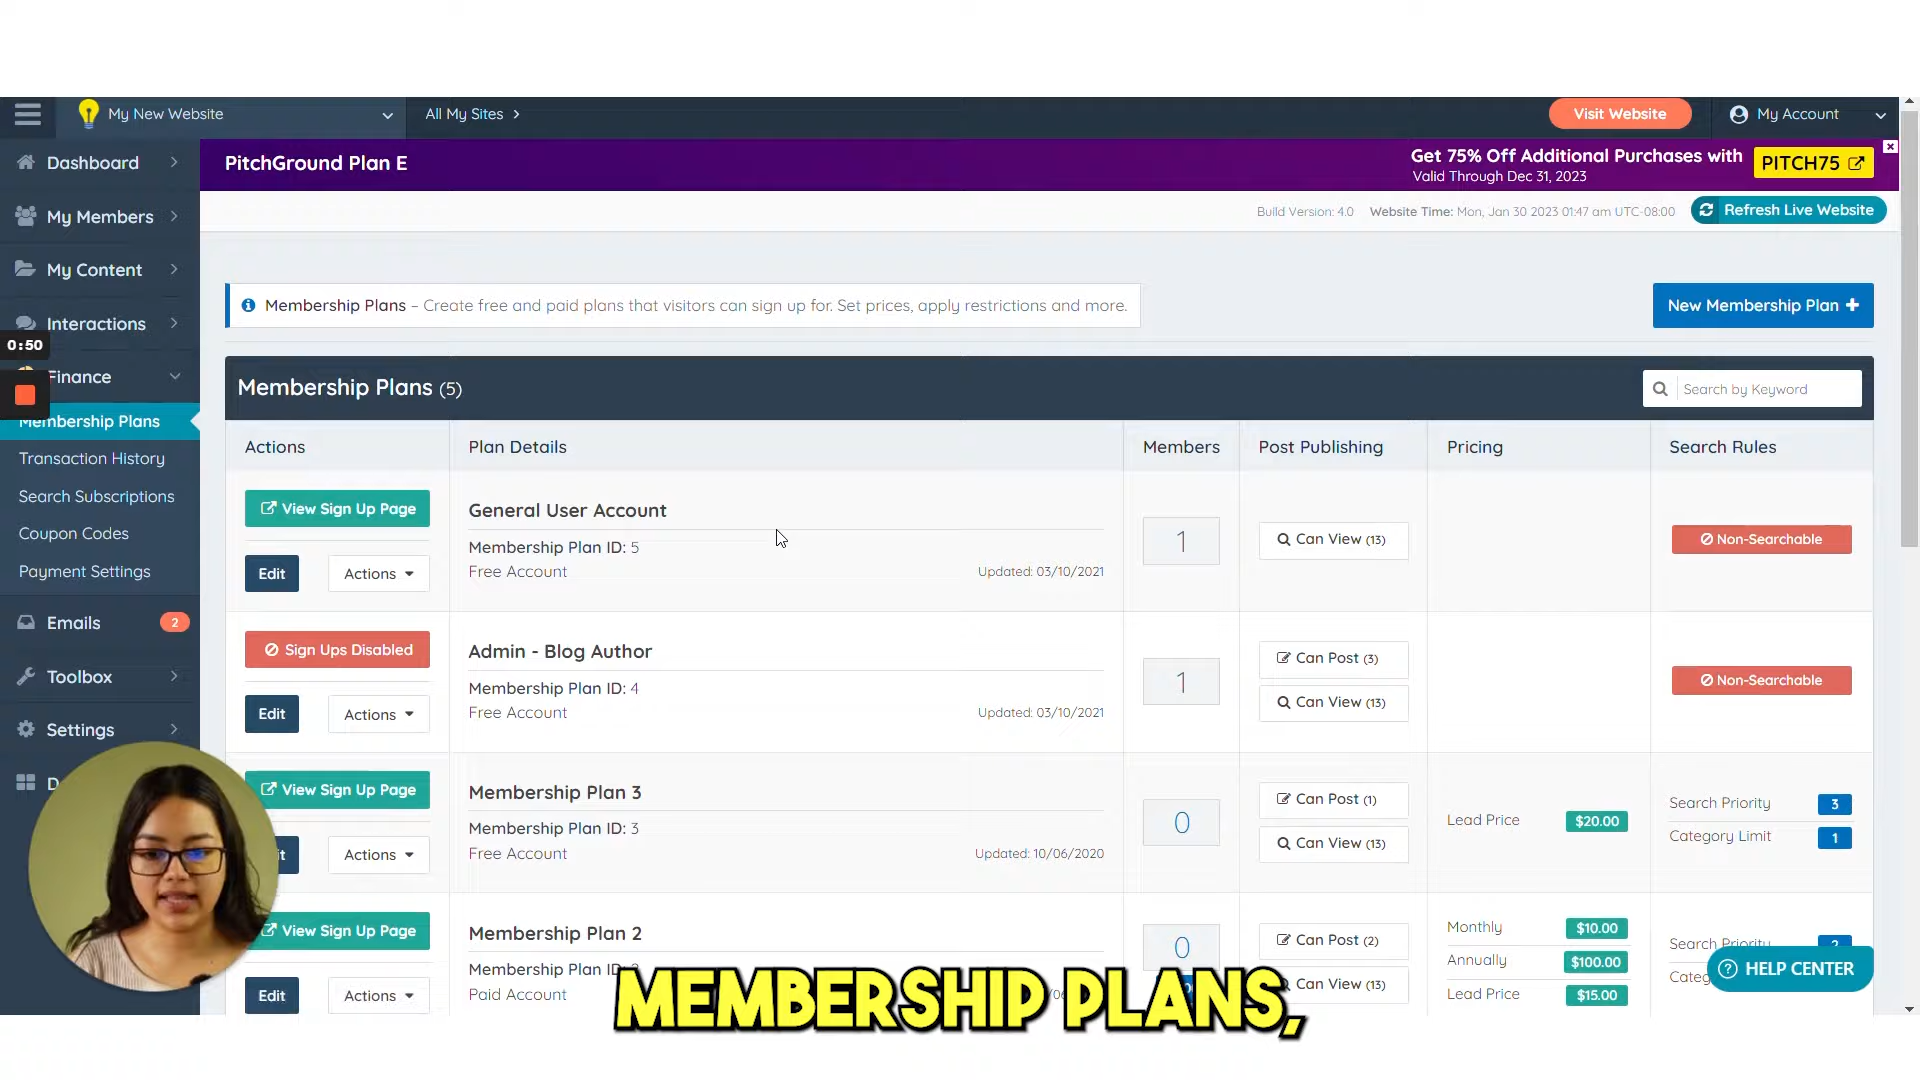 My New Website
All My Sites
Visit Website
My Account
Dashboard
My Members
My Content
Interactions
0:50
Finance
Membership Plans
Transaction History
Search Subscriptions
Coupon Codes
Payment Settings
Emails 2
Toolbox
Settings
PitchGround Plan E
Get 75% Off Additional Purchases with
Valid Through Dec 31, 2023
PITCH75
Build Version: 4.0 Website Time: Mon, Jan 30 2023 01:47 am UTC-08:00
Refresh Live Website
Membership Plans – Create free and paid plans that visitors can sign up for. Set prices, apply restrictions and more.
New Membership Plan +
Membership Plans (5)
Search by Keyword
Actions Plan Details Members Post Publishing Pricing Search Rules
View Sign Up Page
Edit Actions
General User Account
Membership Plan ID: 5
Free Account Updated: 03/10/2021
1
Can View (13)
Non-Searchable
Sign Ups Disabled
Edit Actions
Admin - Blog Author
Membership Plan ID: 4
Free Account Updated: 03/10/2021
1
Can Post (3)
Can View (13)
Non-Searchable
View Sign Up Page
Actions
Membership Plan 3
Membership Plan ID: 3
Free Account Updated: 10/06/2020
0
Can Post (1)
Can View (13)
Lead Price $20.00
Search Priority 3
Category Limit 1
View Sign Up Page
Edit Actions
Membership Plan 2
Membership Plan ID:
Paid Account
0
Can Post (2)
Can View (13)
Monthly $10.00
Annually $100.00
Lead Price $15.00
Search Priority 2
HELP CENTER
MEMBERSHIP PLANS,